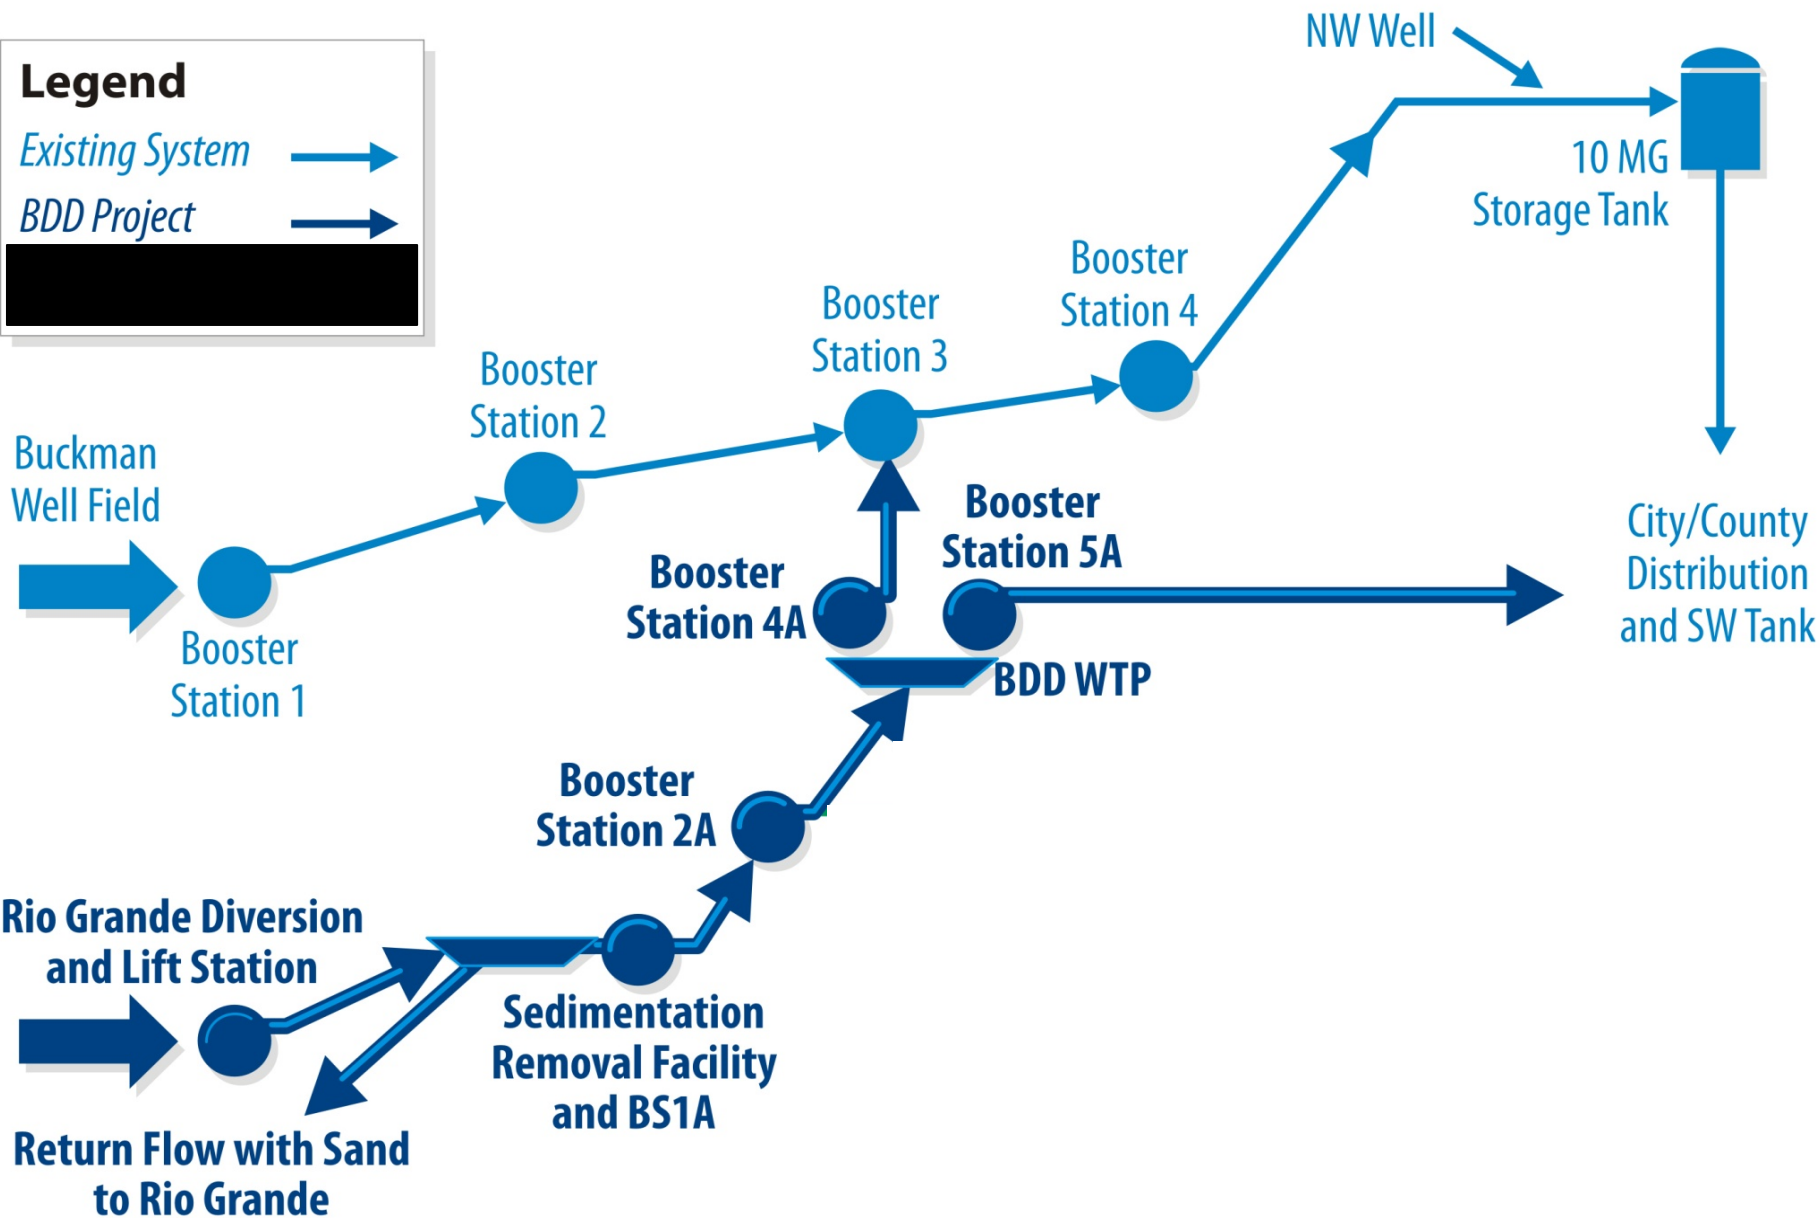 Legend
Existing System
BDD Project
NW Well
10 MG
Storage Tank
Booster
Station 4
Booster
Station 3
Booster
Station 2
Buckman
Well Field
Booster
Station 1
Booster
Station 5A
Booster
Station 4A
City/County
Distribution
and SW Tank
BDD WTP
Booster
Station 2A
Rio Grande Diversion
and Lift Station
Sedimentation
Removal Facility
and BS1A
Return Flow with Sand
to Rio Grande